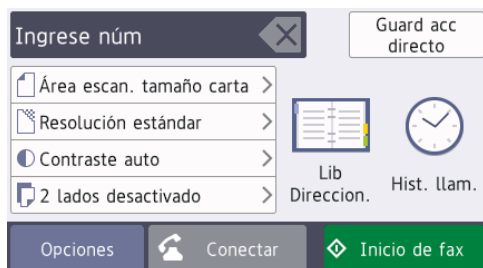 Ingrese núm
Guard acc
directo
Área escan. tamaño carta
Resolución estándar
Contraste auto
2 lados desactivado
Lib
Direccion.
Hist. llam.
Opciones
Conectar
Inicio de fax